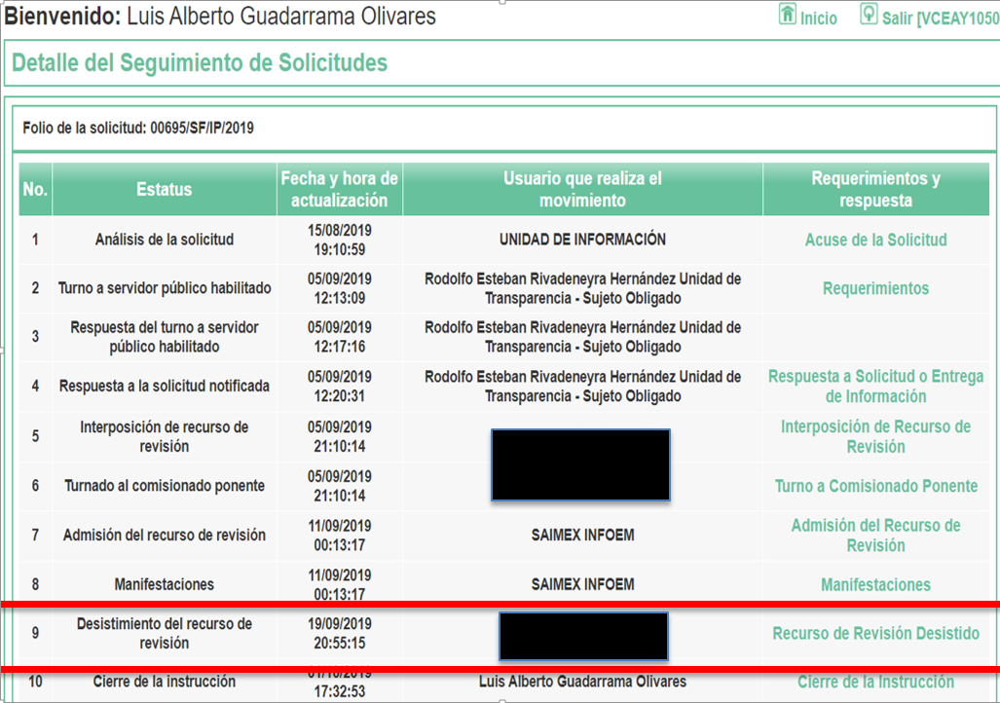 Bienvenido: Luis Alberto Guadarrama Olivares
Inicio
Salir [VCEAY1050
Detalle del Seguimiento de Solicitudes
Folio de la solicitud: 00695/SF/IP/2019
No. Estatus Fecha y hora de actualización Usuario que realiza el movimiento Requerimientos y respuesta
1 Análisis de la solicitud 15/08/2019 19:10:59 UNIDAD DE INFORMACIÓN Acuse de la Solicitud
2 Turno a servidor público habilitado 05/09/2019 12:13:09 Rodolfo Esteban Rivadeneyra Hernández Unidad de Transparencia - Sujeto Obligado Requerimientos
3 Respuesta del turno a servidor público habilitado 05/09/2019 12:17:16 Rodolfo Esteban Rivadeneyra Hernández Unidad de Transparencia - Sujeto Obligado
4 Respuesta a la solicitud notificada 05/09/2019 12:20:31 Rodolfo Esteban Rivadeneyra Hernández Unidad de Transparencia - Sujeto Obligado Respuesta a Solicitud o Entrega de Información
5 Interposición de recurso de revisión 05/09/2019 21:10:14 Interposición de Recurso de Revisión
6 Turnado al comisionado ponente 05/09/2019 21:10:14 Turno a Comisionado Ponente
7 Admisión del recurso de revisión 11/09/2019 00:13:17 SAIMEX INFOEM Admisión del Recurso de Revisión
8 Manifestaciones 11/09/2019 00:13:17 SAIMEX INFOEM Manifestaciones
9 Desistimiento del recurso de revisión 19/09/2019 20:55:15 Recurso de Revisión Desistido
10 Cierre de la instrucción 17:32:53 Luis Alberto Guadarrama Olivares Cierre de la Instrucción